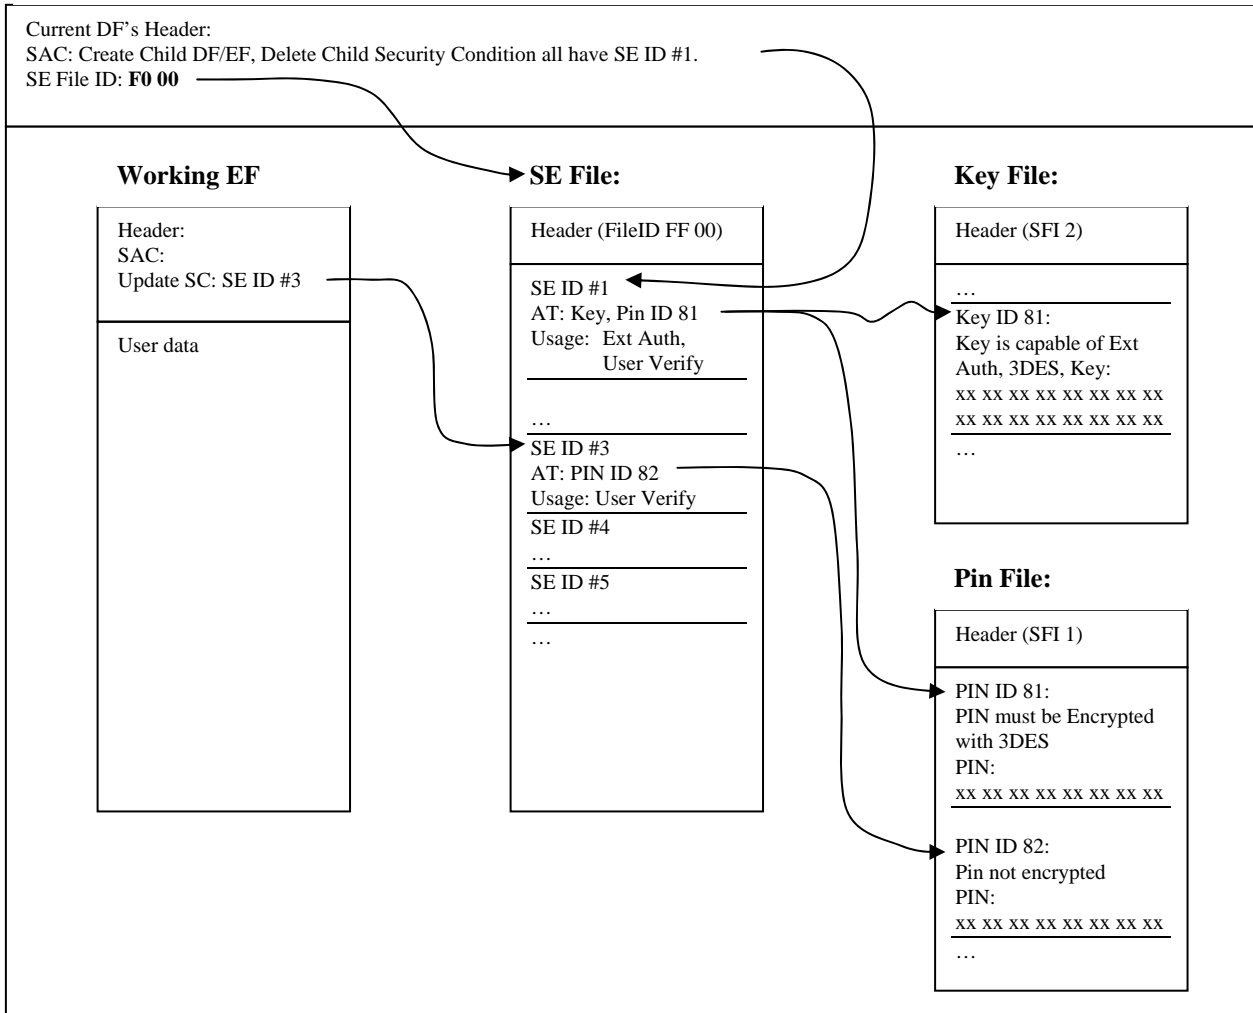 Current DF's Header:
SAC: Create Child DF/EF, Delete Child Security Condition all have SE ID #1.
SE File ID: F0 00
Working EF
Header:
SAC:
Update SC: SE ID #3
User data
SE File:
Header (FileID FF 00)
SE ID #1
AT: Key, Pin ID 81
Usage: Ext Auth,
User Verify
…
SE ID #3
AT: PIN ID 82
Usage: User Verify
SE ID #4
…
SE ID #5
…
…
Key File:
Header (SFI 2)
…
Key ID 81:
Key is capable of Ext
Auth, 3DES, Key:
xx xx xx xx xx xx xx xx
xx xx xx xx xx xx xx xx
…
Pin File:
Header (SFI 1)
PIN ID 81:
PIN must be Encrypted
with 3DES
PIN:
xx xx xx xx xx xx xx xx
PIN ID 82:
Pin not encrypted
PIN:
xx xx xx xx xx xx xx xx
…